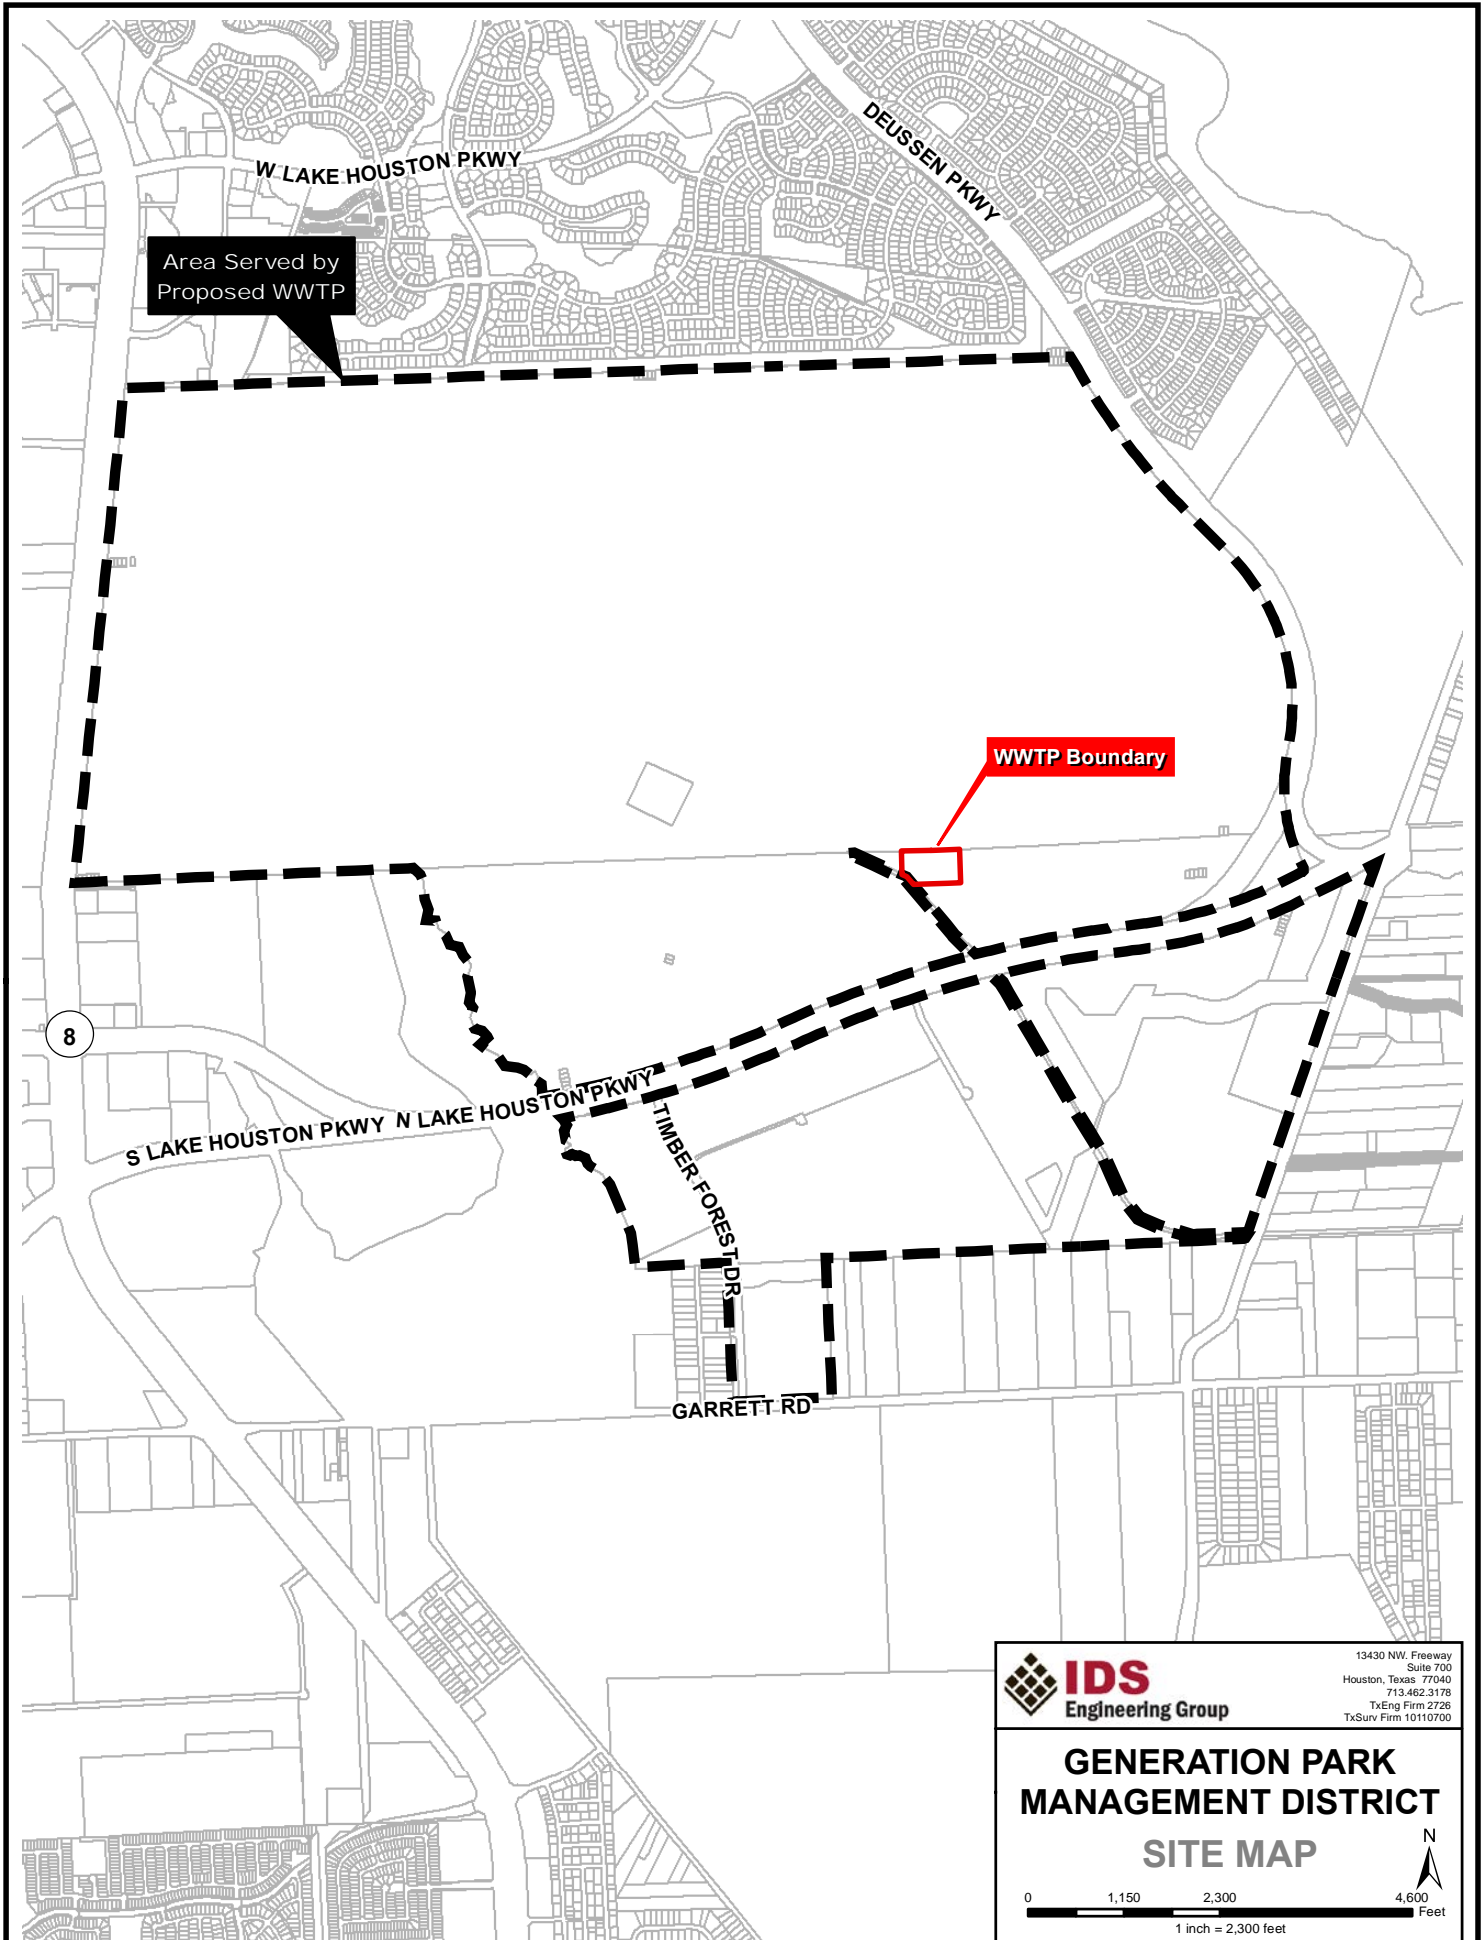 W LAKE HOUSTON PKWY
DEUSSEN PKWY
Area Served by
Proposed WWTP
WWTP Boundary
8
S LAKE HOUSTON PKWY
N LAKE HOUSTON PKWY
TIMBER FOREST DR
GARRETT RD
IDS
Engineering Group
13430 NW. Freeway
Suite 700
Houston, Texas 77040
713.462.3178
TxEng Firm 2726
TxSurv Firm 10110700
GENERATION PARK
MANAGEMENT DISTRICT
SITE MAP
N
0 1,150 2,300 4,600
Feet
1 inch = 2,300 feet